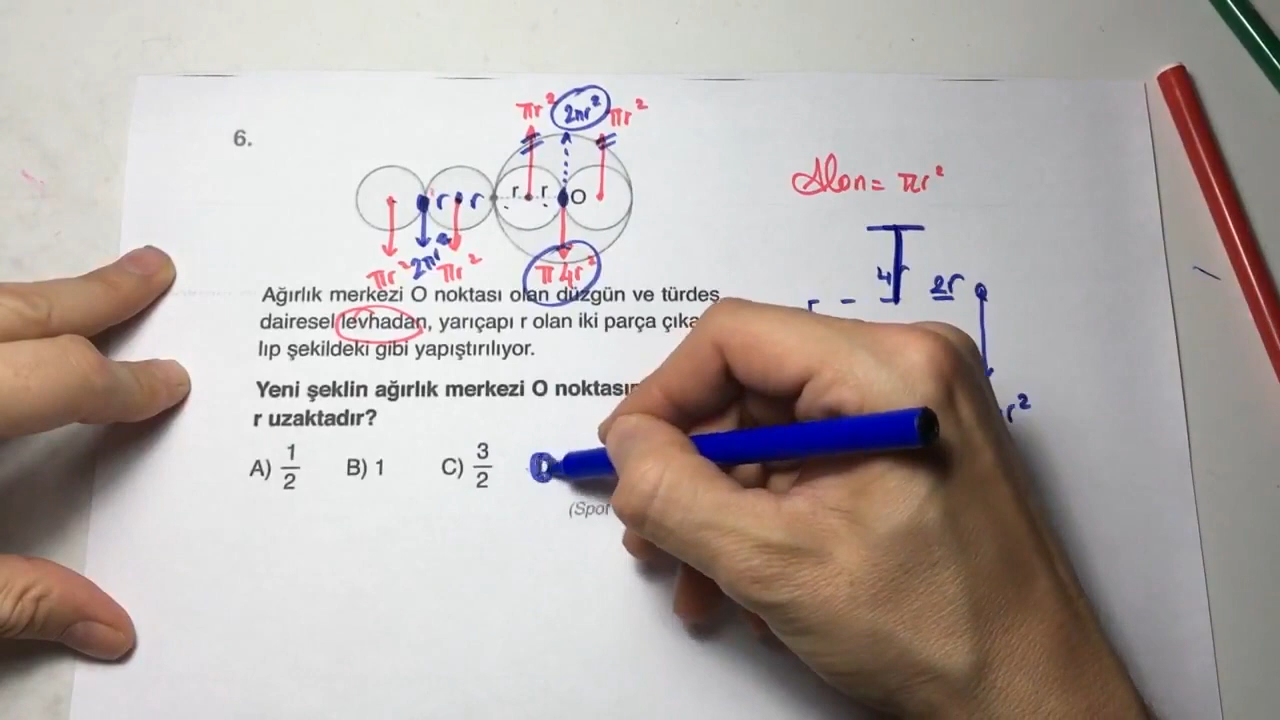 6.
πr² 2πr² πr²
r r r r O
πr² 2πr² πr² π4r²
Alan = πr²
4r 2r
r²
Ağırlık merkezi O noktası olan düzgün ve türdeş
dairesel levhadan, yarıçapı r olan iki parça çıka
lıp şekildeki gibi yapıştırılıyor.
Yeni şeklin ağırlık merkezi O
r uzaktadır?
A) 1/2 B) 1 C) 3/2